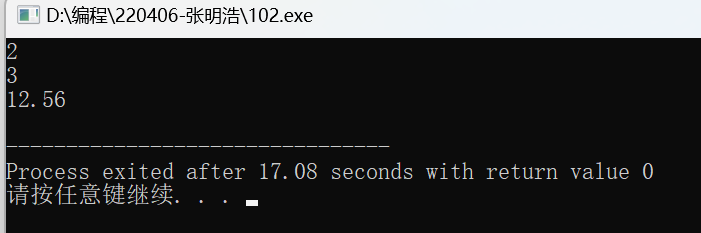 D:\编程\220406-张明浩\102.exe
2
3
12.56
--------------------------------
Process exited after 17.08 seconds with return value 0
请按任意键继续. . .